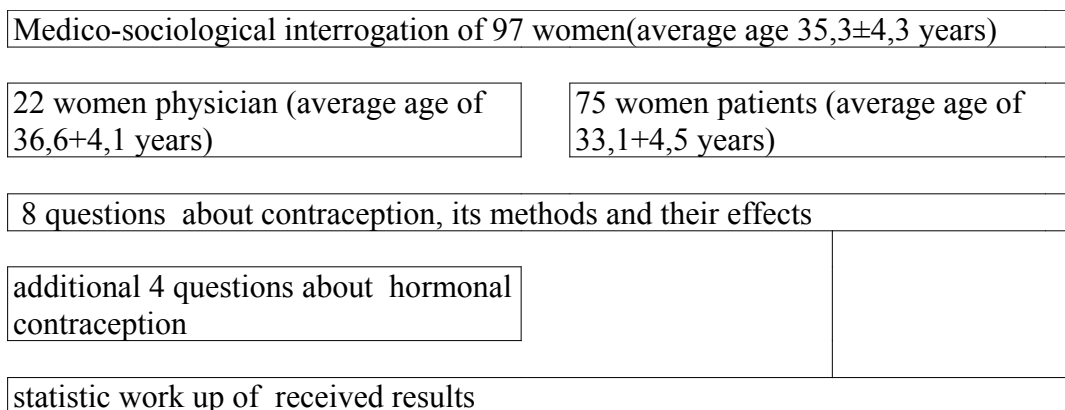 Medico-sociological interrogation of 97 women(average age 35,3±4,3 years)
22 women physician (average age of
36,6+4,1 years)
75 women patients (average age of
33,1+4,5 years)
8 questions about contraception, its methods and their effects
additional 4 questions about hormonal
contraception
statistic work up of received results